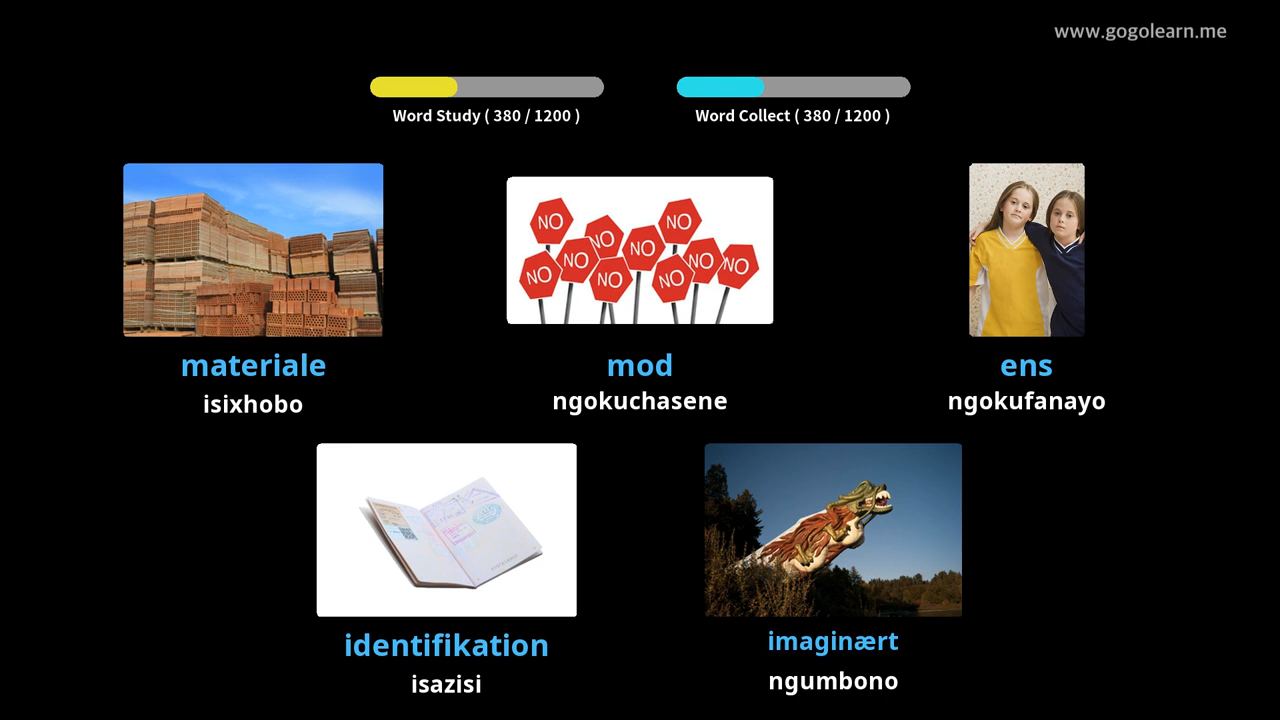 www.gogolearn.me
Word Study ( 380 / 1200 )
Word Collect ( 380 / 1200 )
NO
NO
NO
NO
NO
NO
NO
NO
NO
NO
materiale
isixhobo
mod
ngokuchasene
ens
ngokufanayo
identifikation
isazisi
imaginært
ngumbono